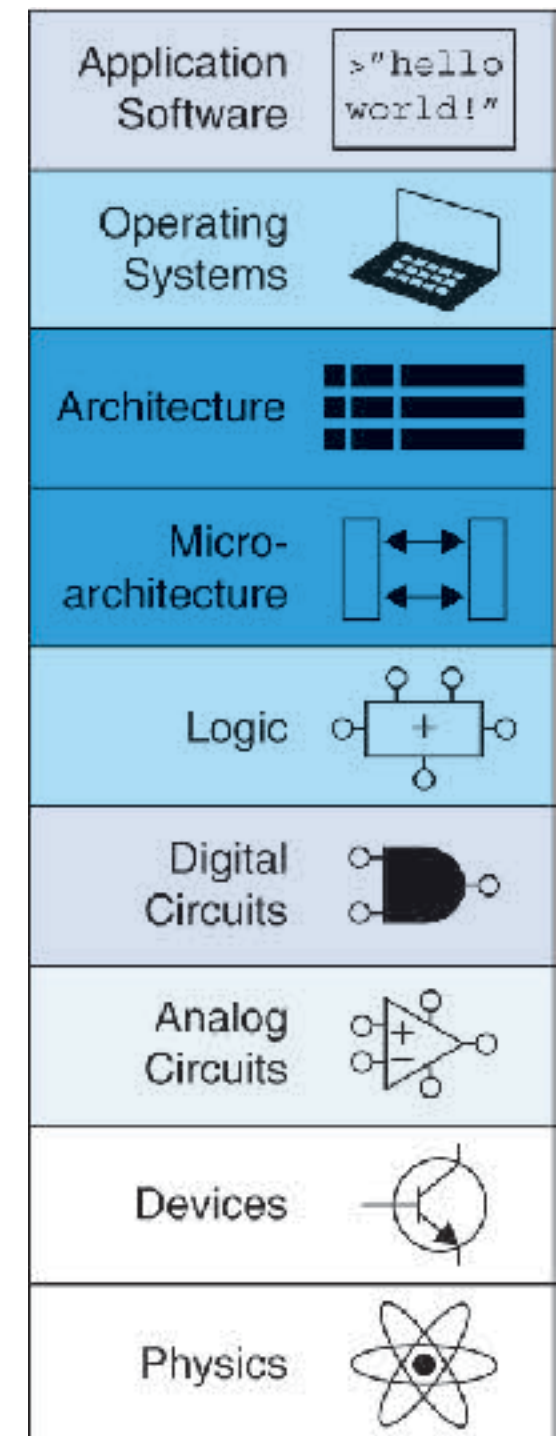 Application
Software
>"hello
world!"
Operating
Systems
Architecture
Micro-
architecture
Logic
+
Digital
Circuits
Analog
Circuits
+
−
Devices
Physics